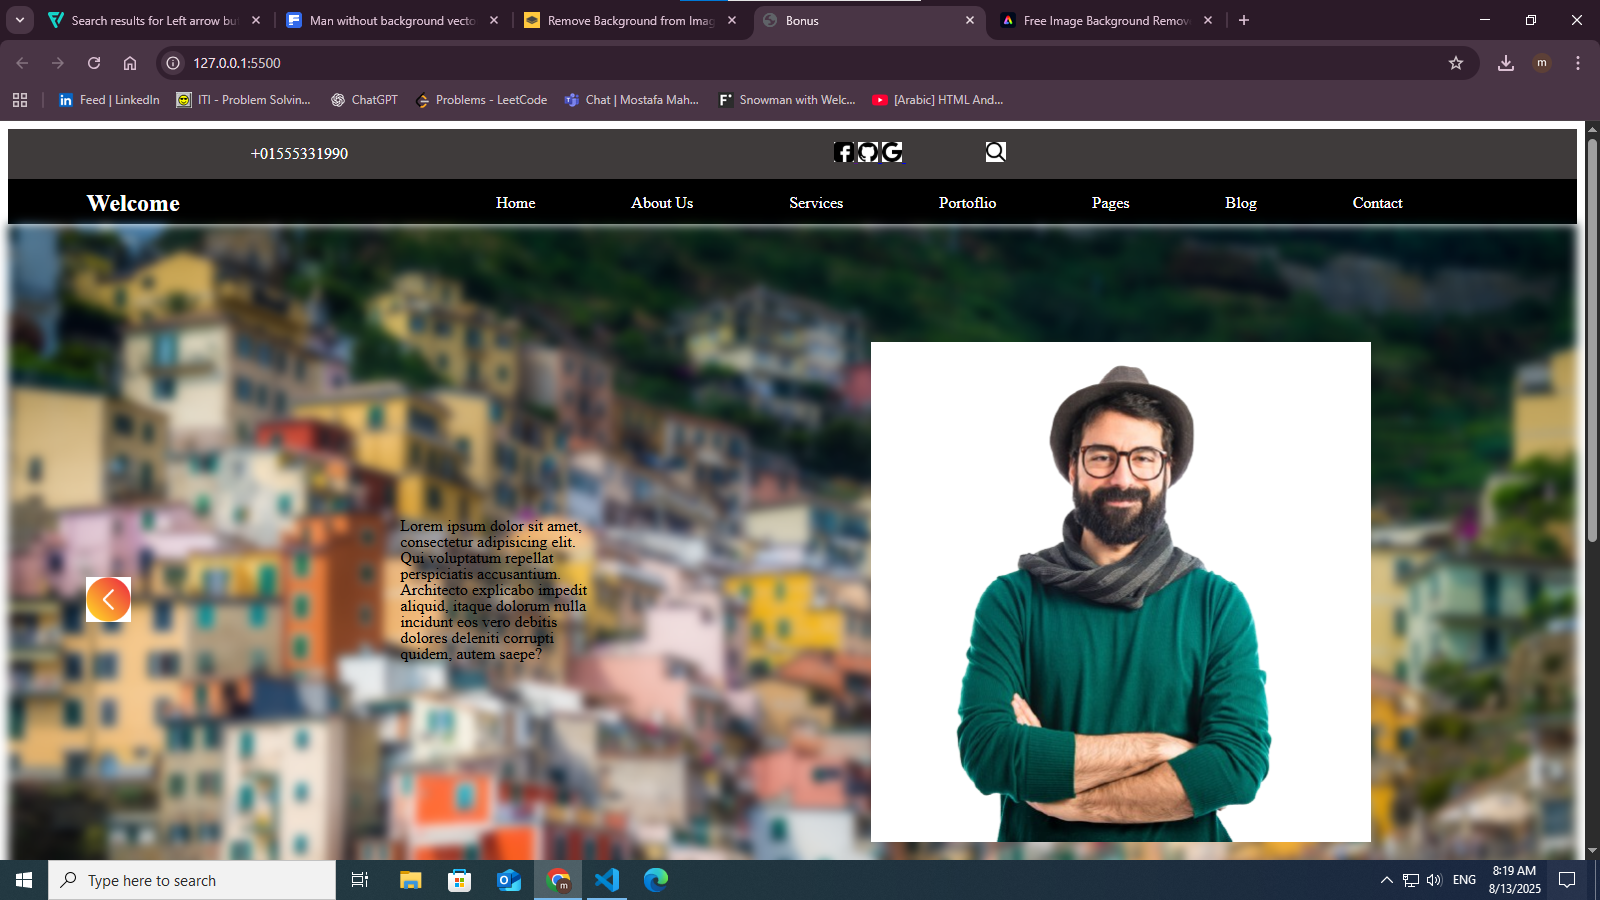 Search results for Left arrow bu
Man without background vecto
Remove Background from Imag
Bonus
Free Image Background Remove
127.0.0.1:5500
m
Feed | LinkedIn
ITI - Problem Solvin...
ChatGPT
Problems - LeetCode
Chat | Mostafa Mah...
Snowman with Welc...
[Arabic] HTML And...
+01555331990
Welcome
Home
About Us
Services
Portoflio
Pages
Blog
Contact
Lorem ipsum dolor sit amet,
consectetur adipisicing elit.
Qui voluptatum repellat
perspiciatis accusantium.
Architecto explicabo impedit
aliquid, itaque dolorum nulla
incidunt eos vero debitis
dolores deleniti corrupti
quidem, autem saepe?
Type here to search
ENG
8:19 AM
8/13/2025